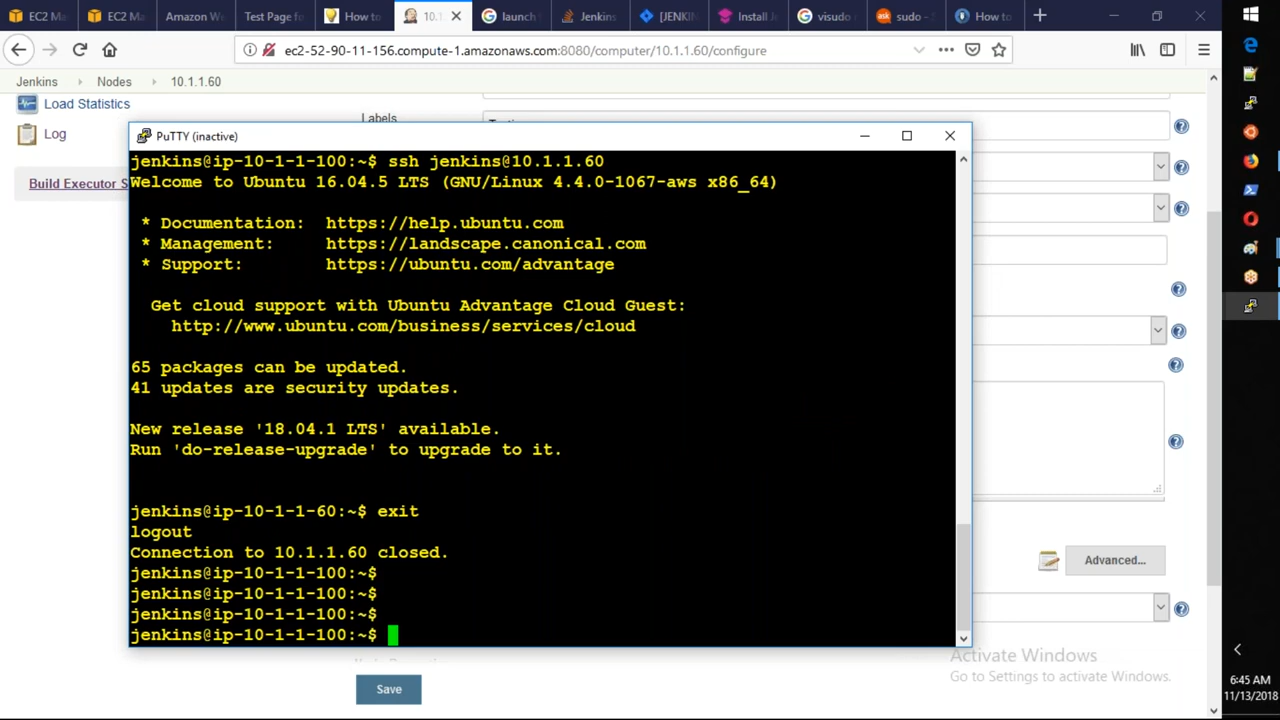 EC2 Ma
EC2 Ma
Amazon W
Test Page fo
How to
10.1.
launch
Jenkins
[JENKIN
Install Je
visudo
sudo -
How to
ec2-52-90-11-156.compute-1.amazonaws.com:8080/computer/10.1.1.60/configure
Jenkins
Nodes
10.1.1.60
Load Statistics
Log
Build Executor S
Labels
PuTTY (inactive)
jenkins@ip-10-1-1-100:~$ ssh jenkins@10.1.1.60
Welcome to Ubuntu 16.04.5 LTS (GNU/Linux 4.4.0-1067-aws x86_64)
* Documentation: https://help.ubuntu.com
* Management: https://landscape.canonical.com
* Support: https://ubuntu.com/advantage
Get cloud support with Ubuntu Advantage Cloud Guest:
http://www.ubuntu.com/business/services/cloud
65 packages can be updated.
41 updates are security updates.
New release '18.04.1 LTS' available.
Run 'do-release-upgrade' to upgrade to it.
jenkins@ip-10-1-1-60:~$ exit
logout
Connection to 10.1.1.60 closed.
jenkins@ip-10-1-1-100:~$
jenkins@ip-10-1-1-100:~$
jenkins@ip-10-1-1-100:~$
jenkins@ip-10-1-1-100:~$
Advanced...
Save
Activate Windows
Go to Settings to activate Windows.
6:45 AM
11/13/2018